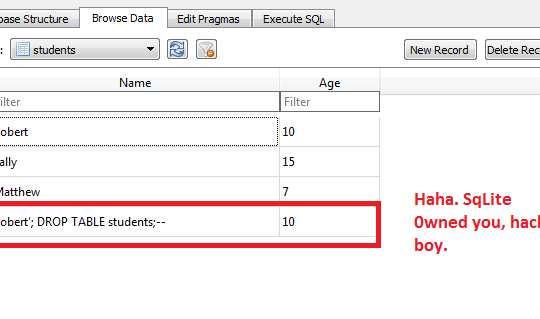 base Structure Browse Data Edit Pragmas Execute SQL
: students New Record Delete Rec
Name Age
ilter Filter
obert 10
ally 15
Matthew 7
obert'; DROP TABLE students;-- 10
Haha. SqLite
0wned you, hack
boy.